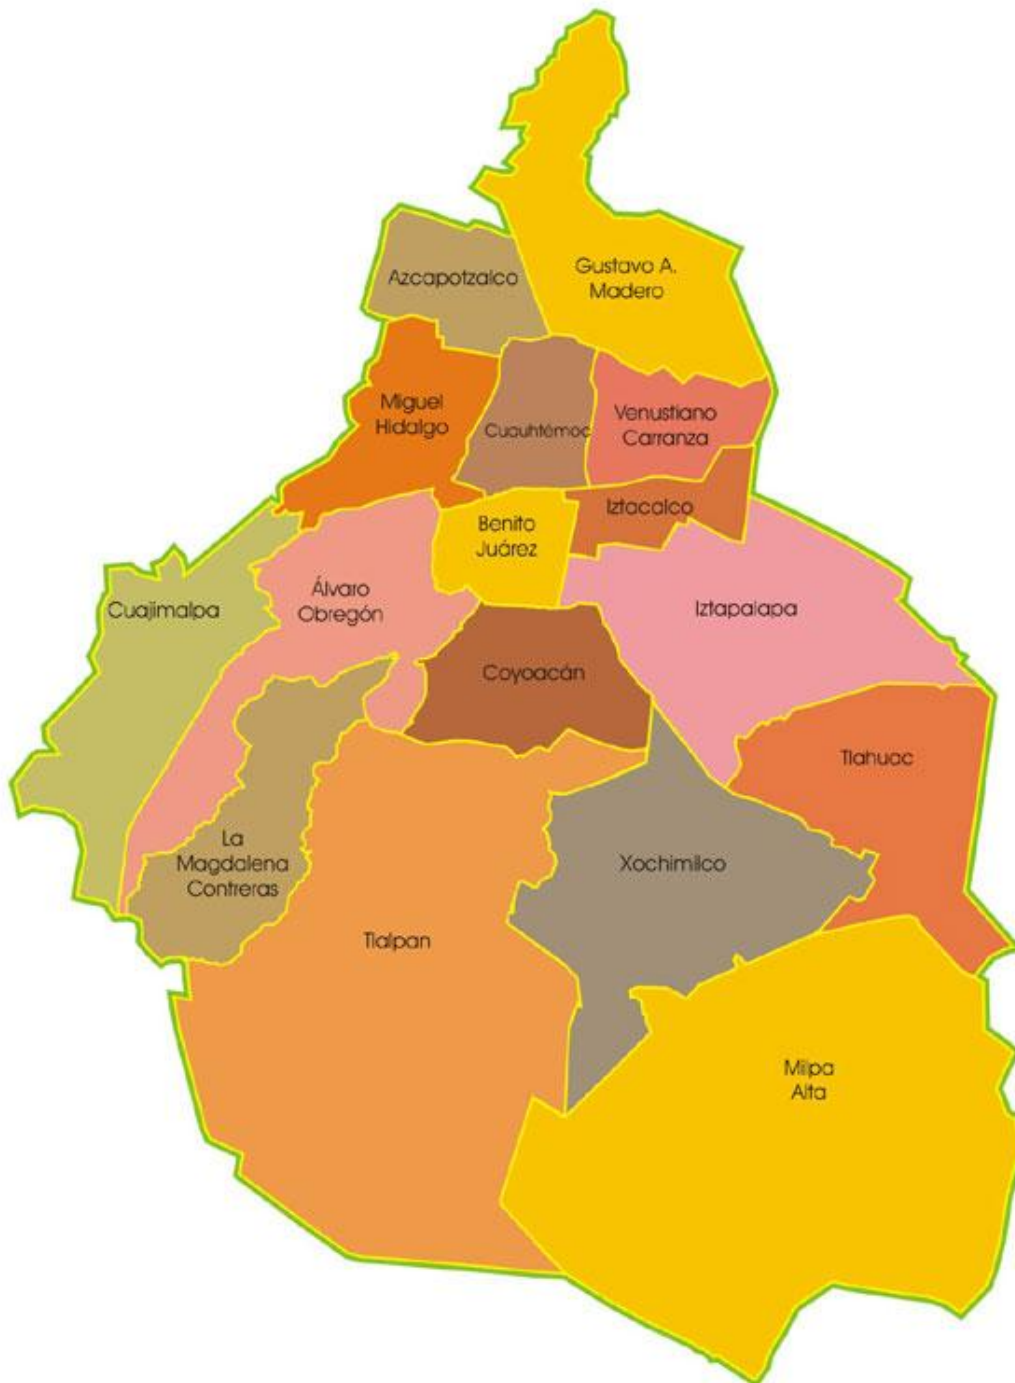 Gustavo A.
Madero
Azcapotzalco
Miguel
Hidalgo
Cuauhtémoc
Venustiano
Carranza
Iztacalco
Benito
Juárez
Cuajimalpa
Álvaro
Obregón
Iztapalapa
Coyoacán
Tlahuac
La
Magdalena
Contreras
Xochimilco
Tlalpan
Milpa
Alta